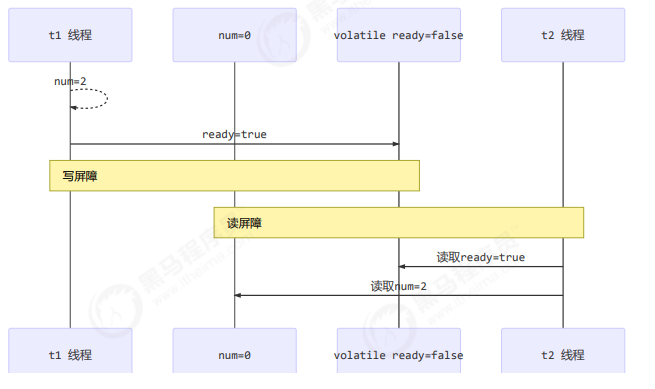 t1 线程
num=0
volatile ready=false
t2 线程
num=2
ready=true
写屏障
读屏障
读取ready=true
读取num=2
t1 线程
num=0
volatile ready=false
t2 线程